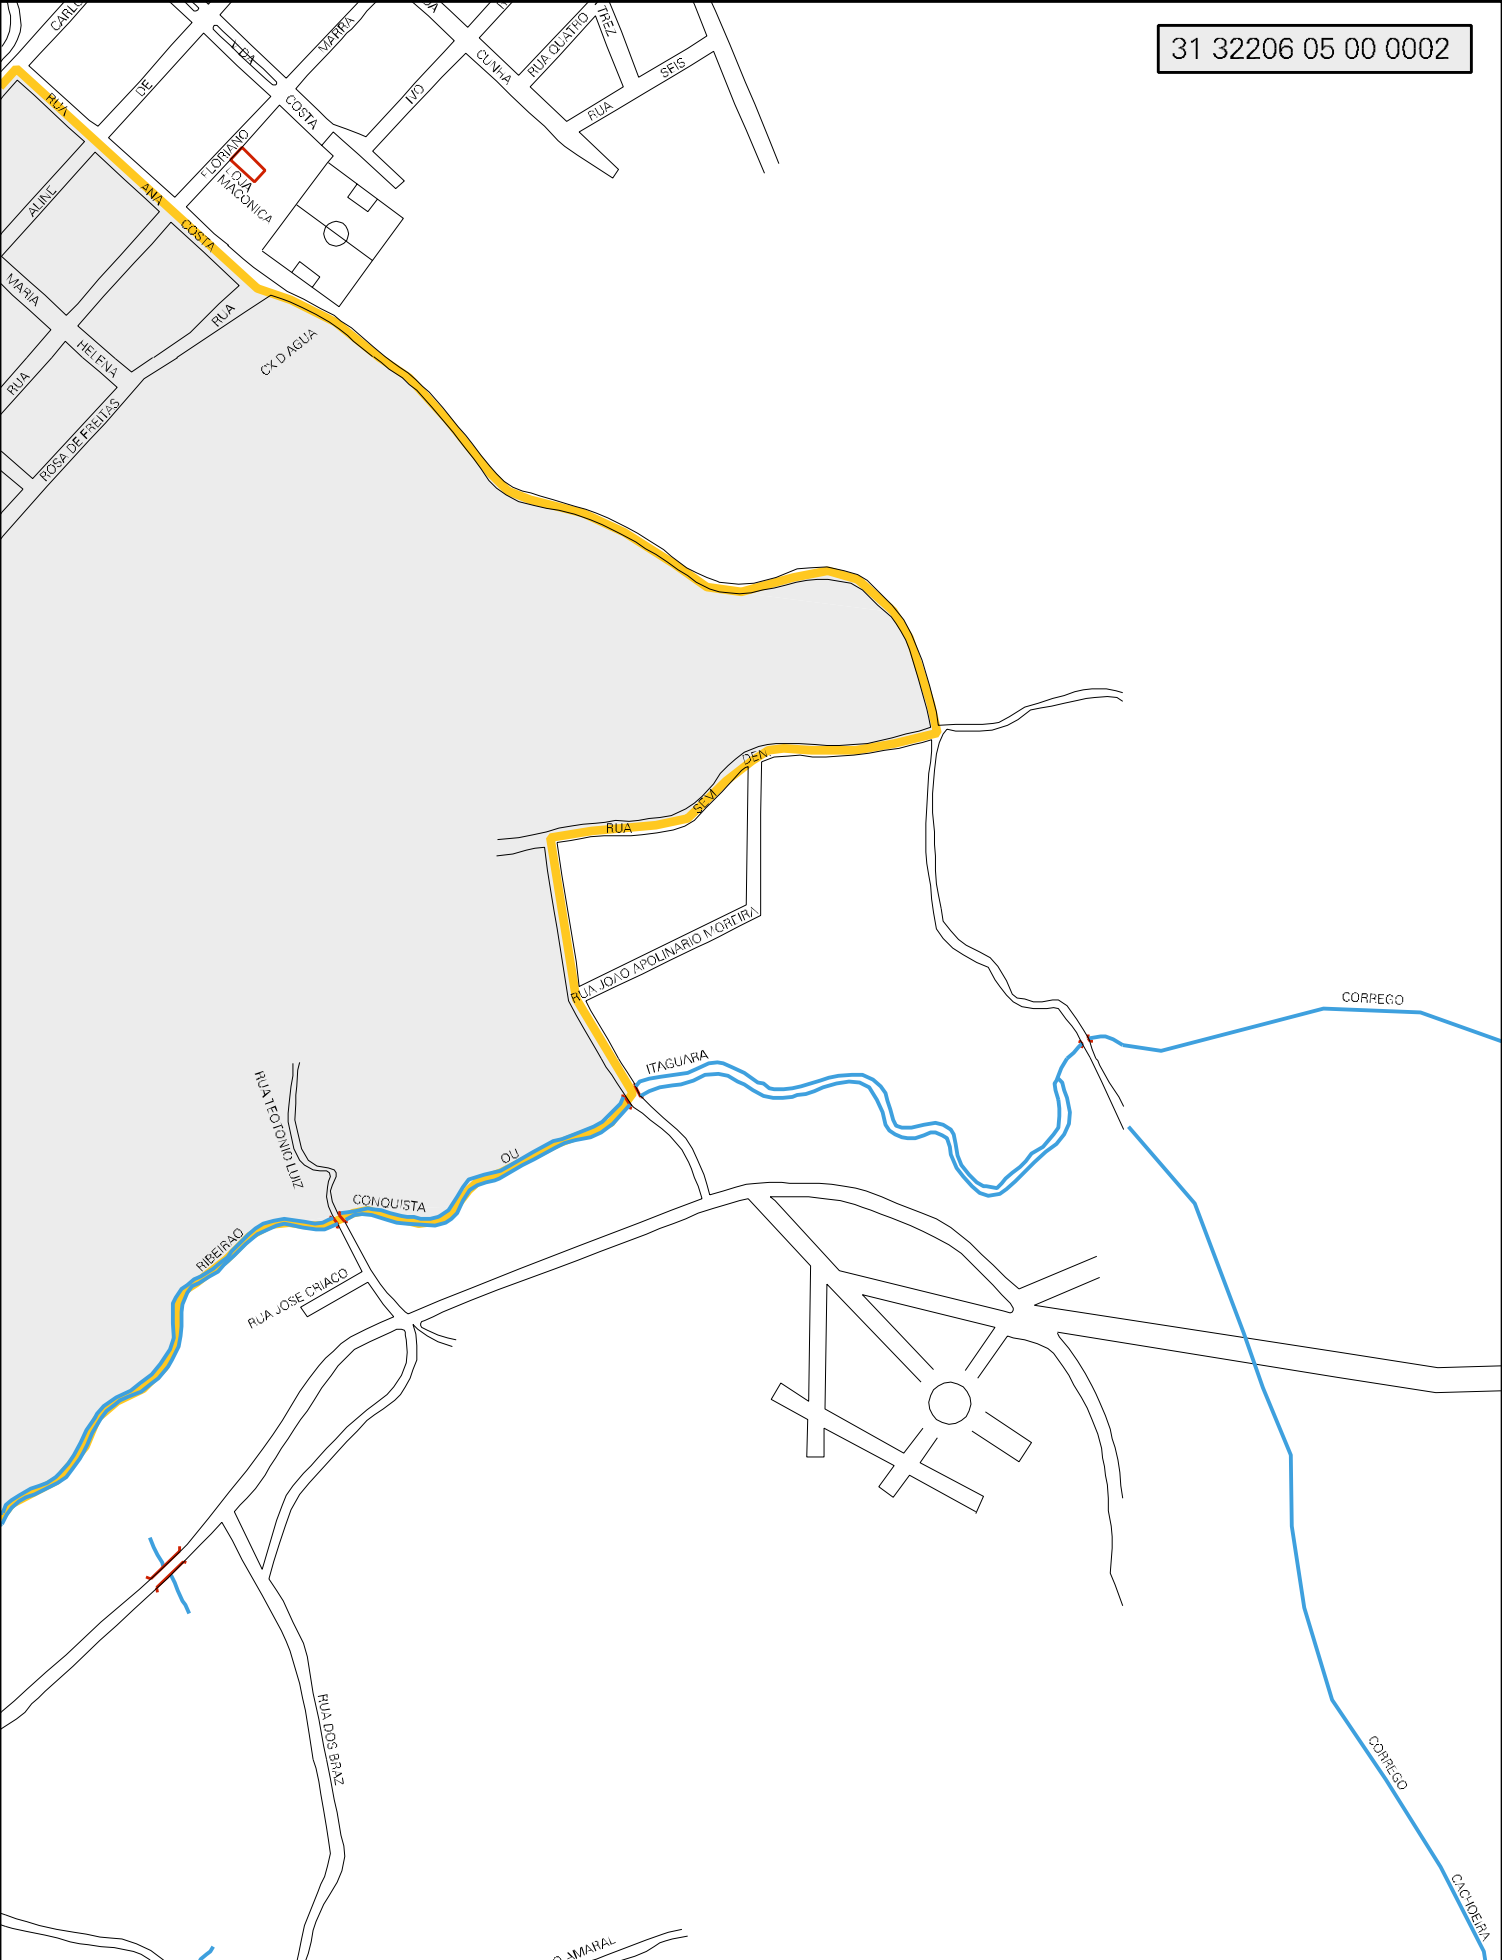 31 32206 05 00 0002
MARRA
DE
COSTA
IVO
CUNHA
RUA QUATRO
TREZ
RUA
RUA
FLORIANO
LOJA
MACONICA
ALINE
ANA
COSTA
MARIA
HELENA
RUA
RUA
ROSA DE FREITAS
CX D AGUA
DEN.
SEM
RUA
RUA JOAO APOLINARIO MOREIRA
CORREGO
ITAGUARA
OU
CONQUISTA
RIBEIRAO
RUA TEOTONIO LUIZ
RUA JOSE CRIACO
RUA DOS BRAZ
CORREGO
CACHOEIRA
AMARAL